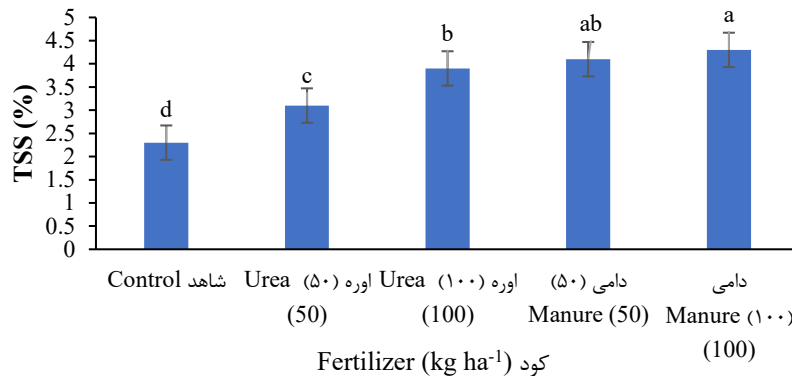 5
4.5
4
3.5
3
2.5
2
1.5
1
0.5
0
TSS (%)
d
c
b
ab
a
شاهد Control
اوره (۵۰) Urea (50)
اوره (۱۰۰) Urea (100)
دامی (۵۰)
Manure (50)
دامی
(۱۰۰) Manure
(100)
کود Fertilizer (kg ha⁻¹)